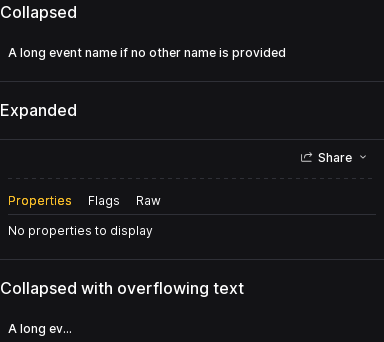 Collapsed
A long event name if no other name is provided
Expanded
Share
Properties Flags Raw
No properties to display
Collapsed with overflowing text
A long ev...